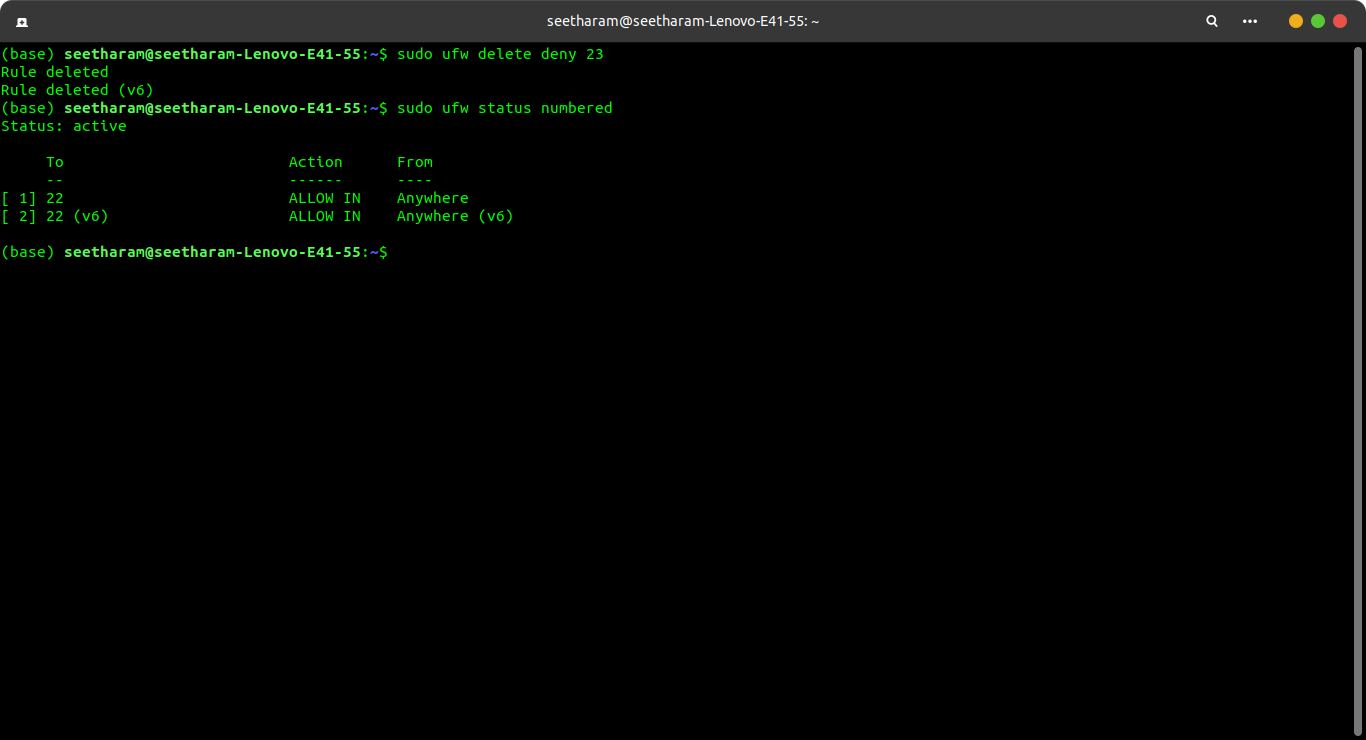 seetharam@seetharam-Lenovo-E41-55: ~
(base) seetharam@seetharam-Lenovo-E41-55:~$ sudo ufw delete deny 23
Rule deleted
Rule deleted (v6)
(base) seetharam@seetharam-Lenovo-E41-55:~$ sudo ufw status numbered
Status: active
     To                         Action      From
     --                         ------      ----
[ 1] 22                         ALLOW IN    Anywhere
[ 2] 22 (v6)                    ALLOW IN    Anywhere (v6)
(base) seetharam@seetharam-Lenovo-E41-55:~$